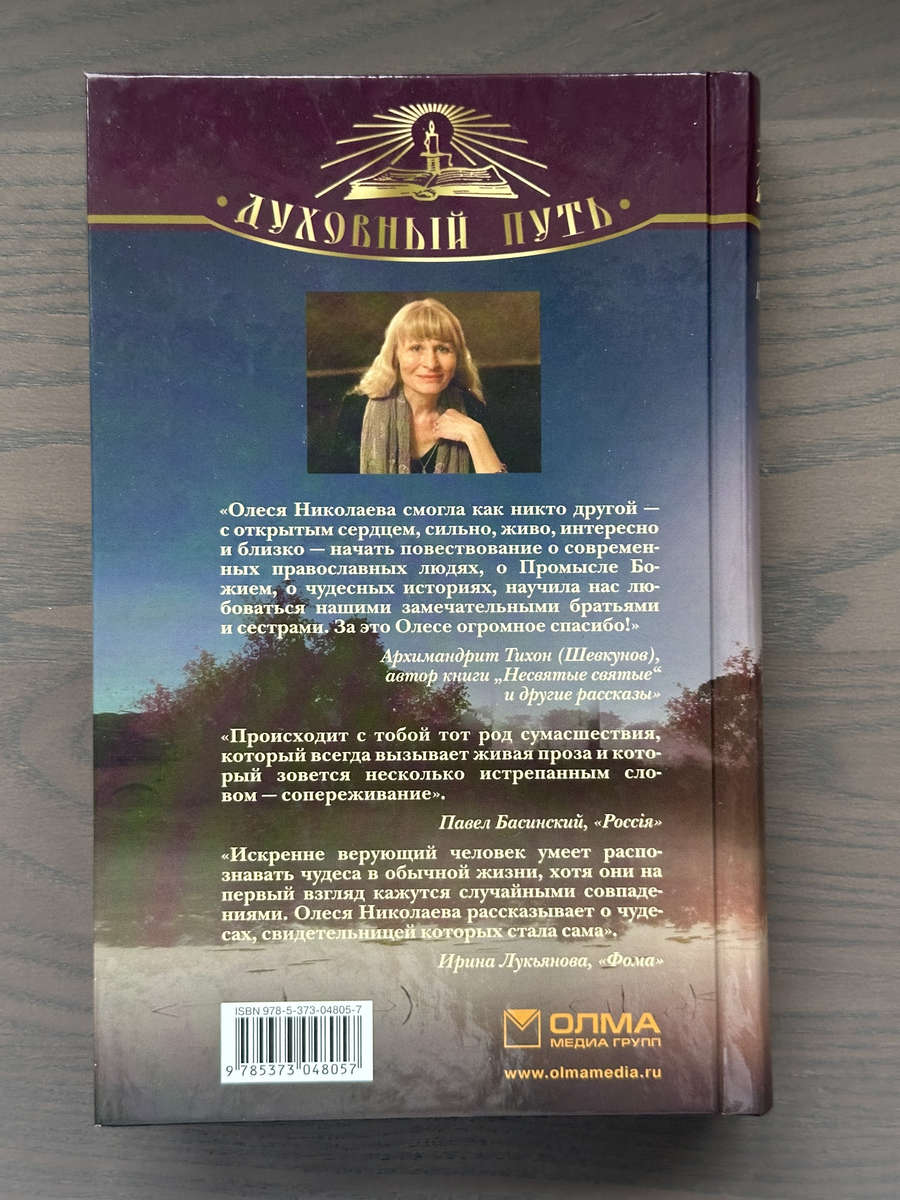 • ДУХОВНЫЙ ПУТЬ •
«Олеся Николаева смогла как никто другой —
с открытым сердцем, сильно, живо, интересно
и близко — начать повествование о современ-
ных православных людях, о Промысле Бо-
жием, о чудесных историях, научила нас лю-
боваться нашими замечательными братьями
и сестрами. За это Олесе огромное спасибо!»
Архимандрит Тихон (Шевкунов),
автор книги „Несвятые святые“
и другие рассказы»
«Происходит с тобой тот род сумасшествия,
который всегда вызывает живая проза и кото-
рый зовется несколько истрепанным сло-
вом — сопереживание».
Павел Басинский, «Россія»
«Искренне верующий человек умеет распо-
знавать чудеса в обычной жизни, хотя они на
первый взгляд кажутся случайными совпаде-
ниями. Олеся Николаева рассказывает о чуде-
сах, свидетельницей которых стала сама».
Ирина Лукьянова, «Фома»
ISBN 978-5-373-04805-7
9 785373 048057
ОЛМА
МЕДИА ГРУПП
www.olmamedia.ru